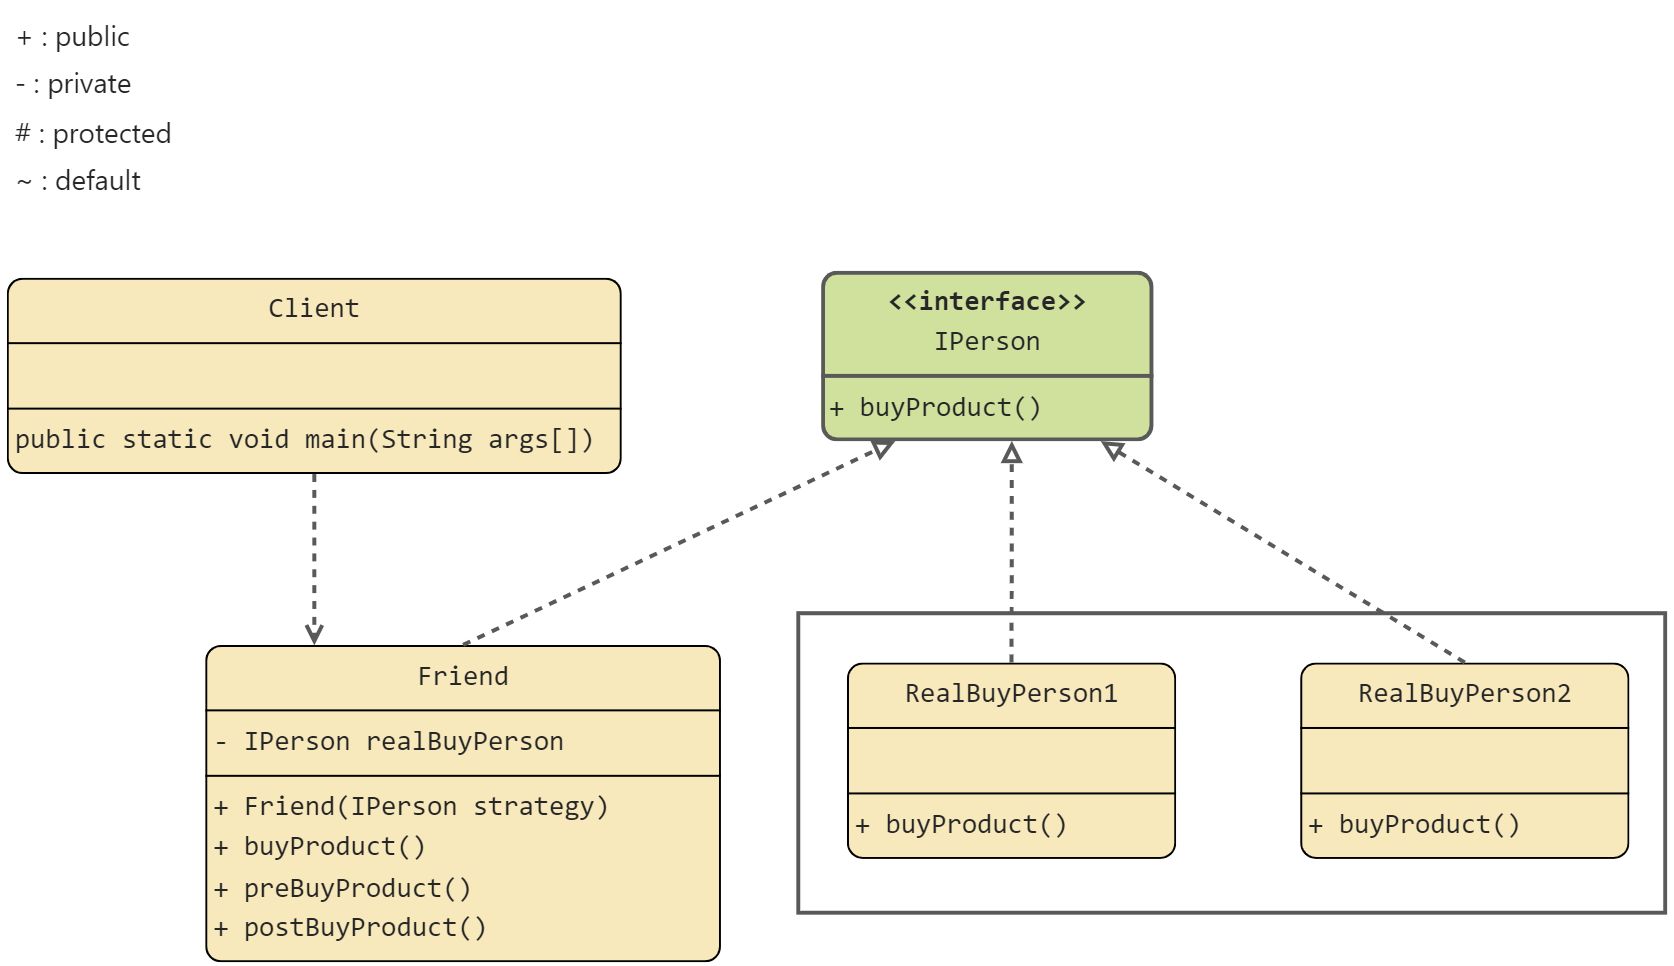 + : public
- : private
# : protected
~ : default
Client
public static void main(String args[])
<<interface>>
IPerson
+ buyProduct()
Friend
- IPerson realBuyPerson
+ Friend(IPerson strategy)
+ buyProduct()
+ preBuyProduct()
+ postBuyProduct()
RealBuyPerson1
+ buyProduct()
RealBuyPerson2
+ buyProduct()